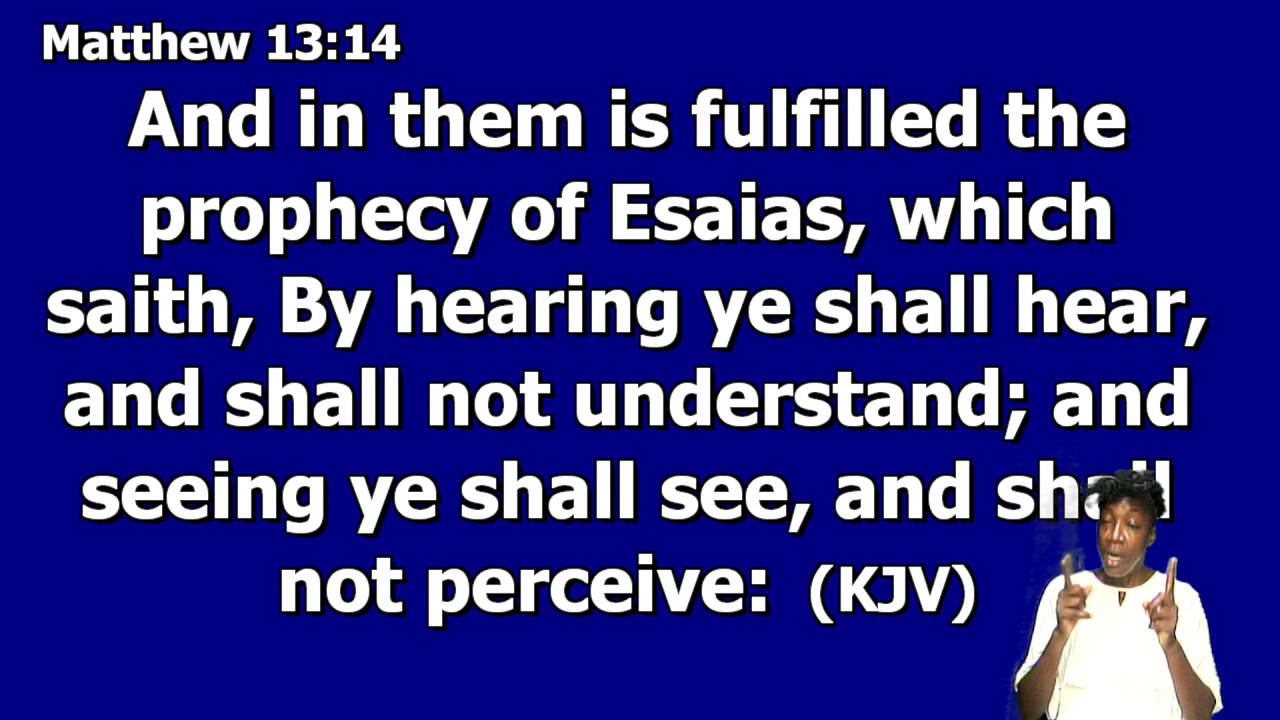 Matthew 13:14
And in them is fulfilled the
prophecy of Esaias, which
saith, By hearing ye shall hear,
and shall not understand; and
seeing ye shall see, and shall
not perceive: (KJV)